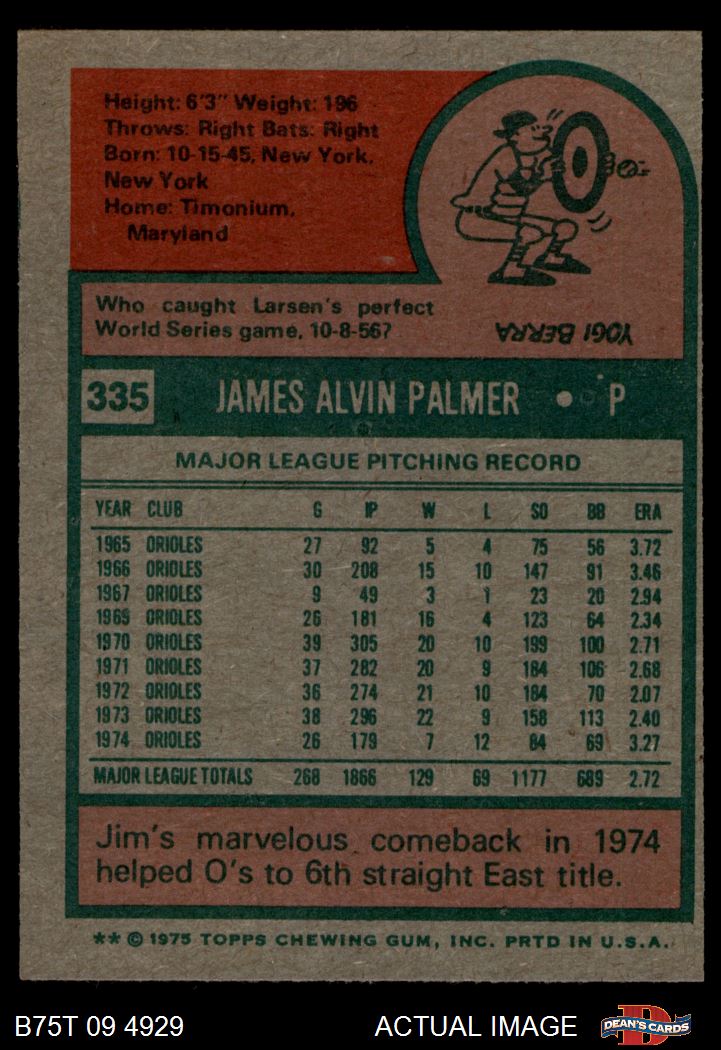 Height: 6'3" Weight: 196
Throws: Right Bats: Right
Born: 10-15-45, New York,
New York
Home: Timonium,
Maryland
Who caught Larsen's perfect
World Series game, 10-8-56?
YOGI BERRA
335 JAMES ALVIN PALMER • P
MAJOR LEAGUE PITCHING RECORD
YEAR CLUB G IP W L SO BB ERA
1965 ORIOLES 27 92 5 4 75 56 3.72
1966 ORIOLES 30 208 15 10 147 91 3.46
1967 ORIOLES 9 49 3 1 23 20 2.94
1969 ORIOLES 26 181 16 4 123 64 2.34
1970 ORIOLES 39 305 20 10 199 100 2.71
1971 ORIOLES 37 282 20 9 184 106 2.68
1972 ORIOLES 36 274 21 10 184 70 2.07
1973 ORIOLES 38 296 22 9 158 113 2.40
1974 ORIOLES 26 179 7 12 84 69 3.27
MAJOR LEAGUE TOTALS 268 1866 129 69 1177 689 2.72
Jim's marvelous comeback in 1974
helped O's to 6th straight East title.
** © 1975 TOPPS CHEWING GUM, INC. PRTD IN U.S.A.
B75T 09 4929 ACTUAL IMAGE DEAN'S CARDS